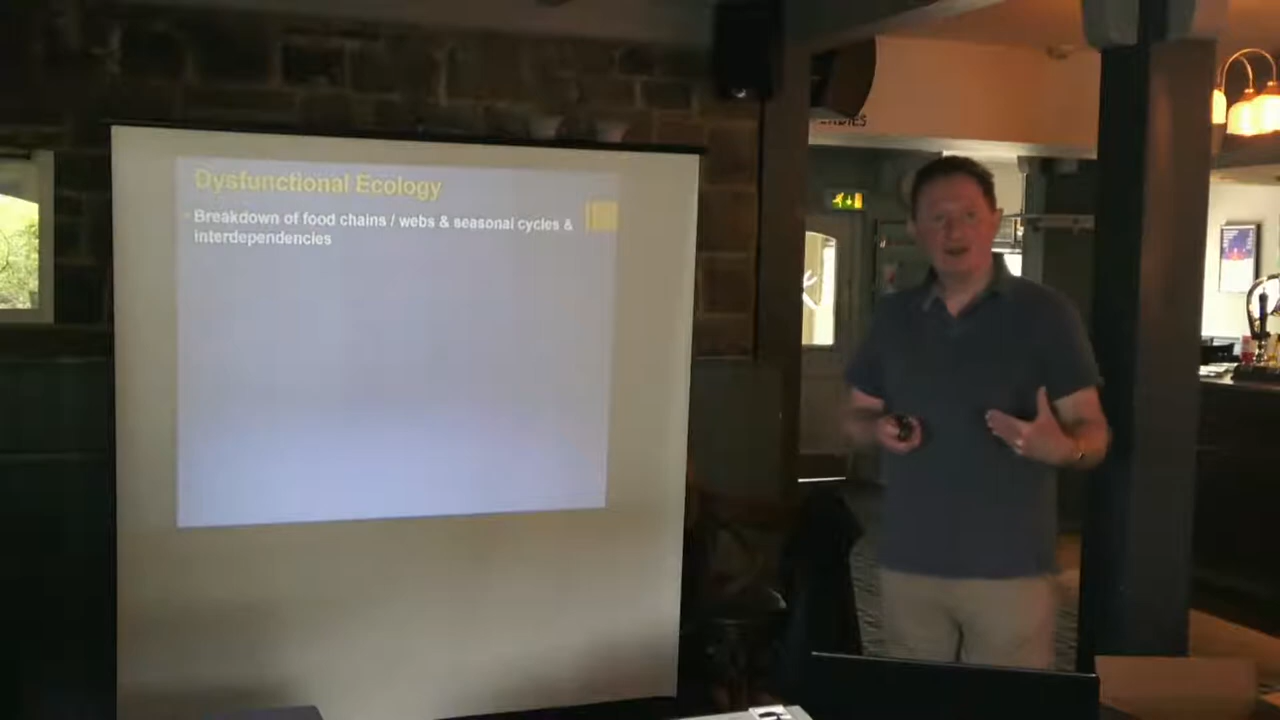 Dysfunctional Ecology
Breakdown of food chains / webs & seasonal cycles &
interdependencies